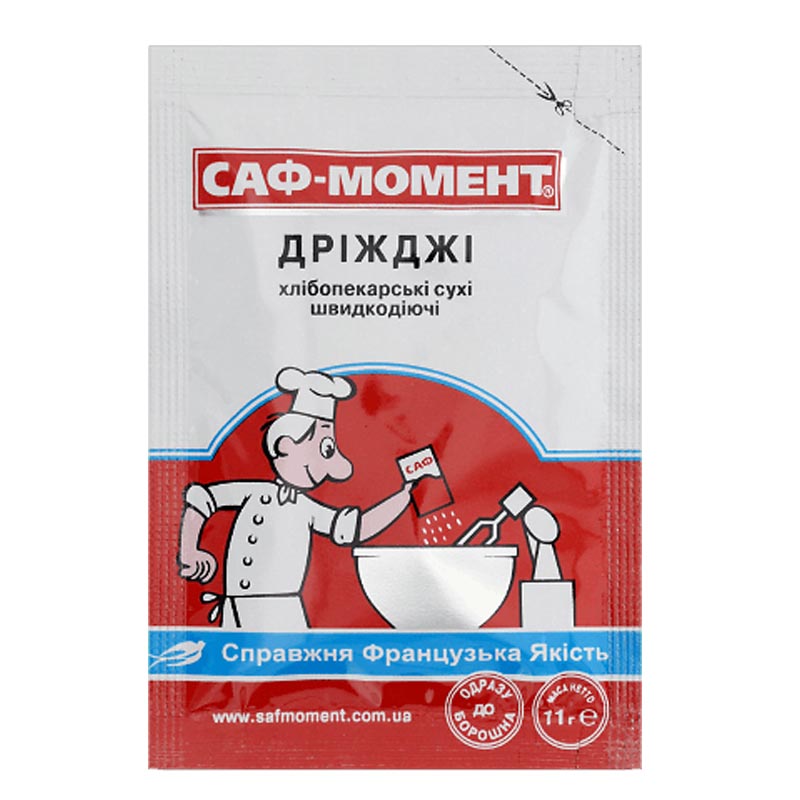 САФ-МОМЕНТ®
ДРІЖДЖІ
хлібопекарські сухі
швидкодіючі
САФ
Справжня Французька Якість
www.safmoment.com.ua
ОДРАЗУ
ДО
БОРОШНА
МАСА НЕТТО
11 г ℮